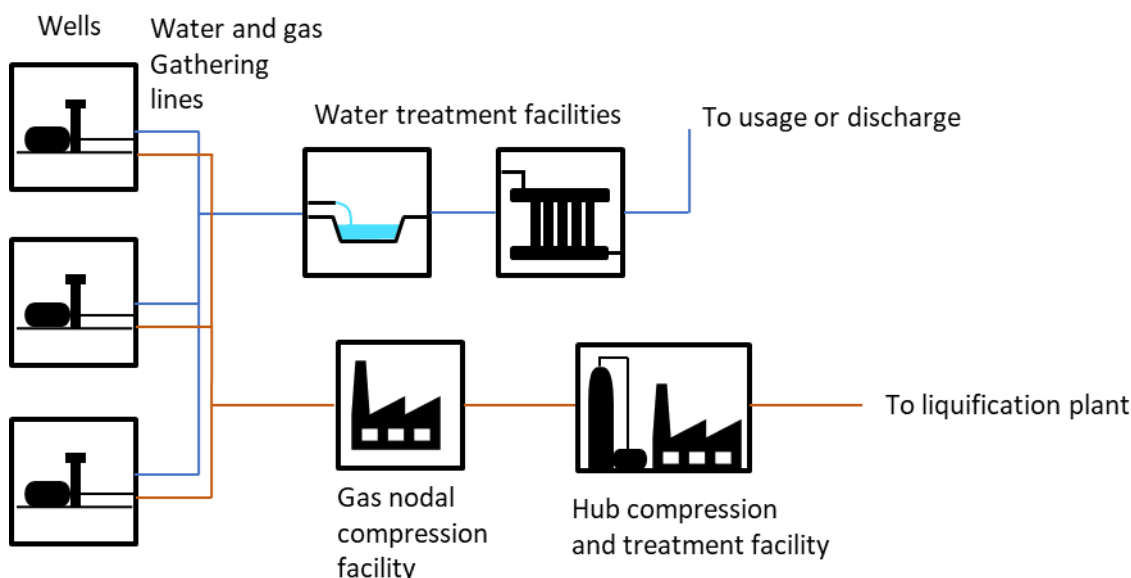 Wells
Water and gas
Gathering
lines
Water treatment facilities
To usage or discharge
To liquification plant
Gas nodal
compression
facility
Hub compression
and treatment facility